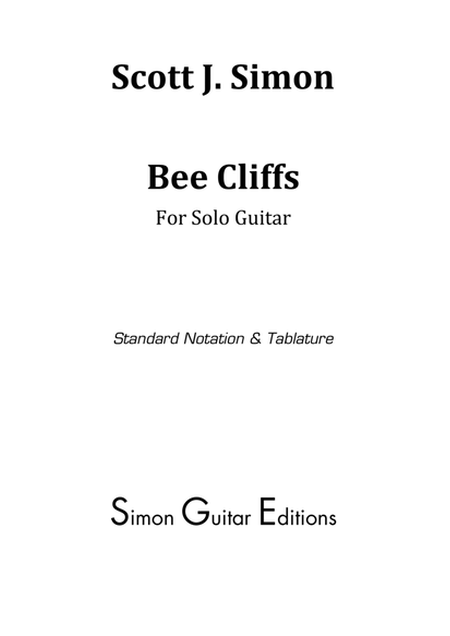 Scott J. Simon
Bee Cliffs
For Solo Guitar
Standard Notation & Tablature
Simon Guitar Editions